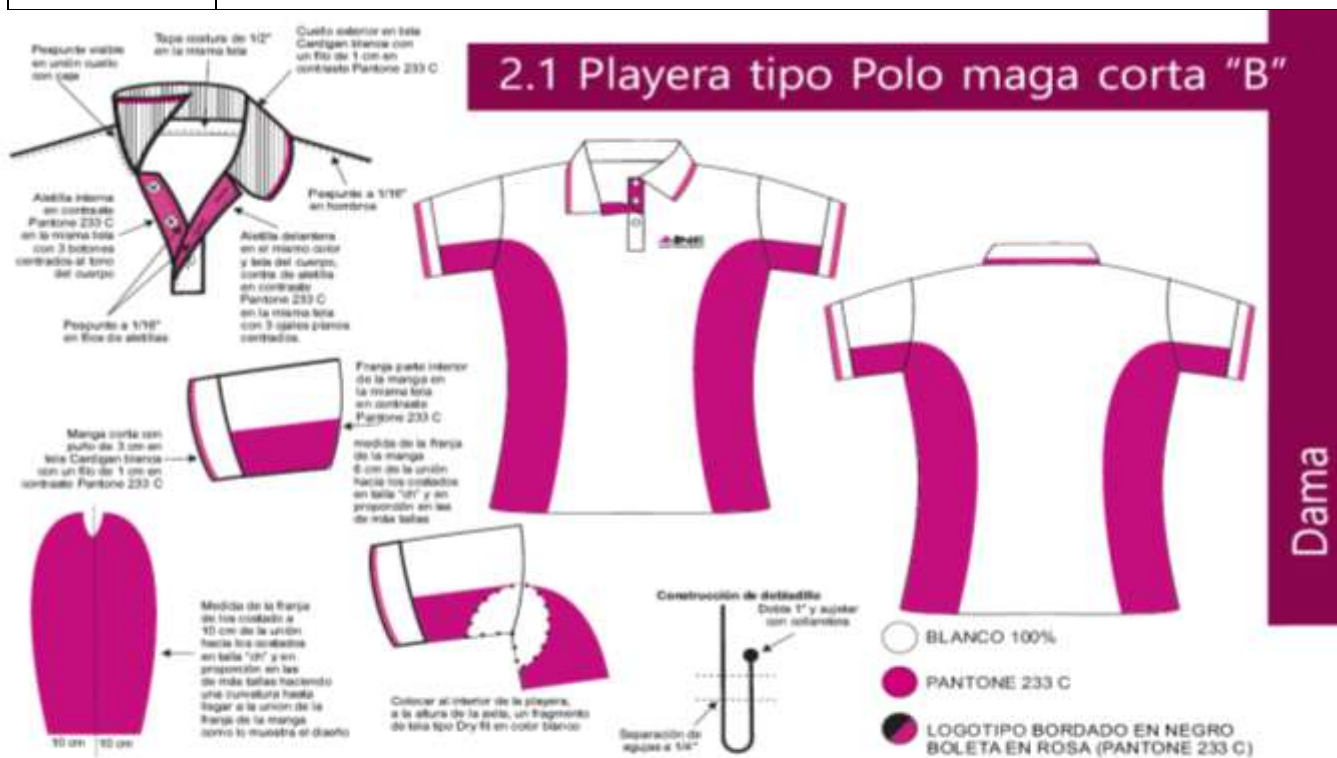 2.1 Playera tipo Polo maga corta "B"
Dama
Pespunte visible
en unión cuello
con caja
Tapa costura de 1/2"
en la misma tela
Cuello exterior en tela
Cardigan blanca con
un filo de 1 cm en
contraste Pantone 233 C
Pespunte a 1/16"
en hombros
Aletilla interna
en contraste
Pantone 233 C
en la misma tela
con 3 botones
centrados al tono
del cuerpo
Aletilla delantera
en el mismo color
y tela del cuerpo,
contra de aletilla
en contraste
Pantone 233 C
en la misma tela
con 3 ojales planos
centrados.
Pespunte a 1/16"
en filos de aletillas
INE
Franja parte interior
de la manga en
la misma tela
en contraste
Pantone 233 C
medida de la franja
de la manga
6 cm de la unión
hacia los costados
en talla "ch" y en
proporción en las
de más tallas
Manga corta con
puño de 3 cm en
tela Cardigan blanca
con un filo de 1 cm en
contraste Pantone 233 C
Medida de la franja
de los costado a
10 cm de la unión
hacia los costados
en talla "ch" y en
proporción en las
de más tallas haciendo
una curvatura hasta
llegar a la union de la
franja de la manga
como lo muestra el diseño
10 cm 10 cm
Colocar al interior de la playera,
a la altura de la axila, un fragmento
de tela tipo Dry fit en color blanco
Construcción de dobladillo
Doble 1" y sujetar
con collaretera
Separación de
agujas a 1/4"
BLANCO 100%
PANTONE 233 C
LOGOTIPO BORDADO EN NEGRO
BOLETA EN ROSA (PANTONE 233 C)